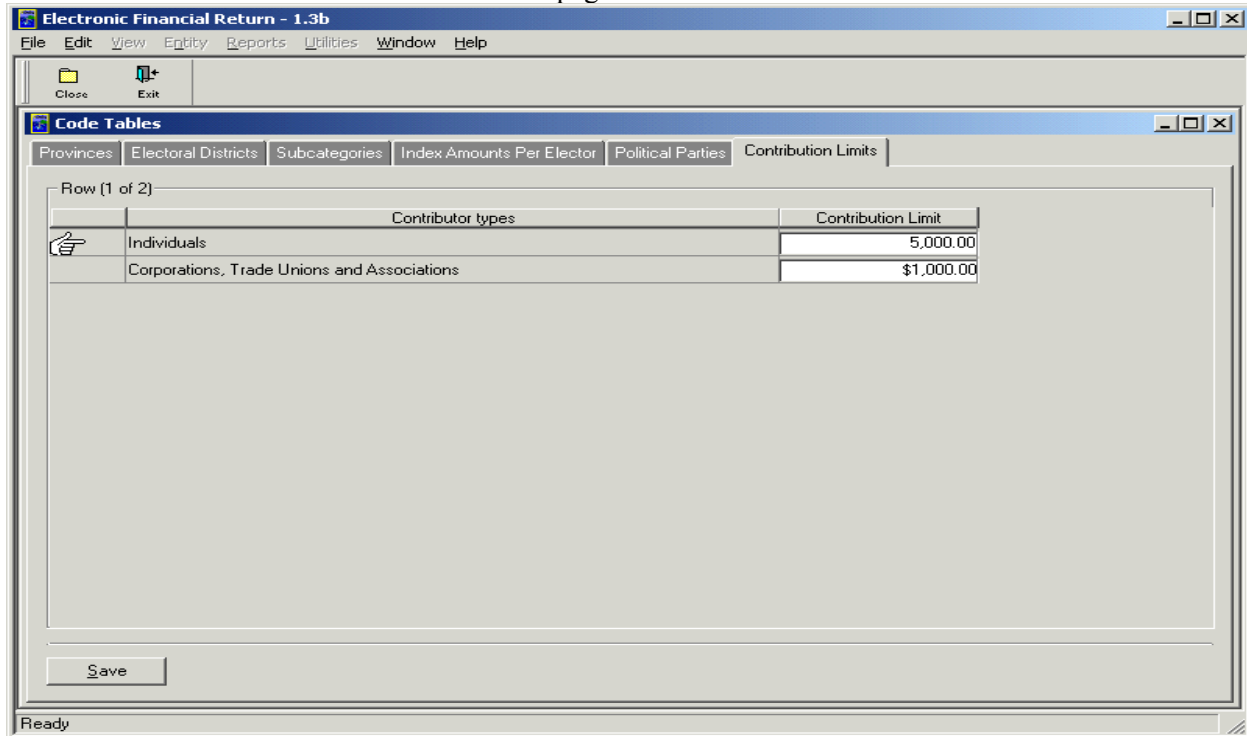 Electronic Financial Return - 1.3b
File Edit View Entity Reports Utilities Window Help
Close Exit
Code Tables
Provinces Electoral Districts Subcategories Index Amounts Per Elector Political Parties Contribution Limits
Row (1 of 2)
Contributor types Contribution Limit
Individuals 5,000.00
Corporations, Trade Unions and Associations $1,000.00
Save
Ready